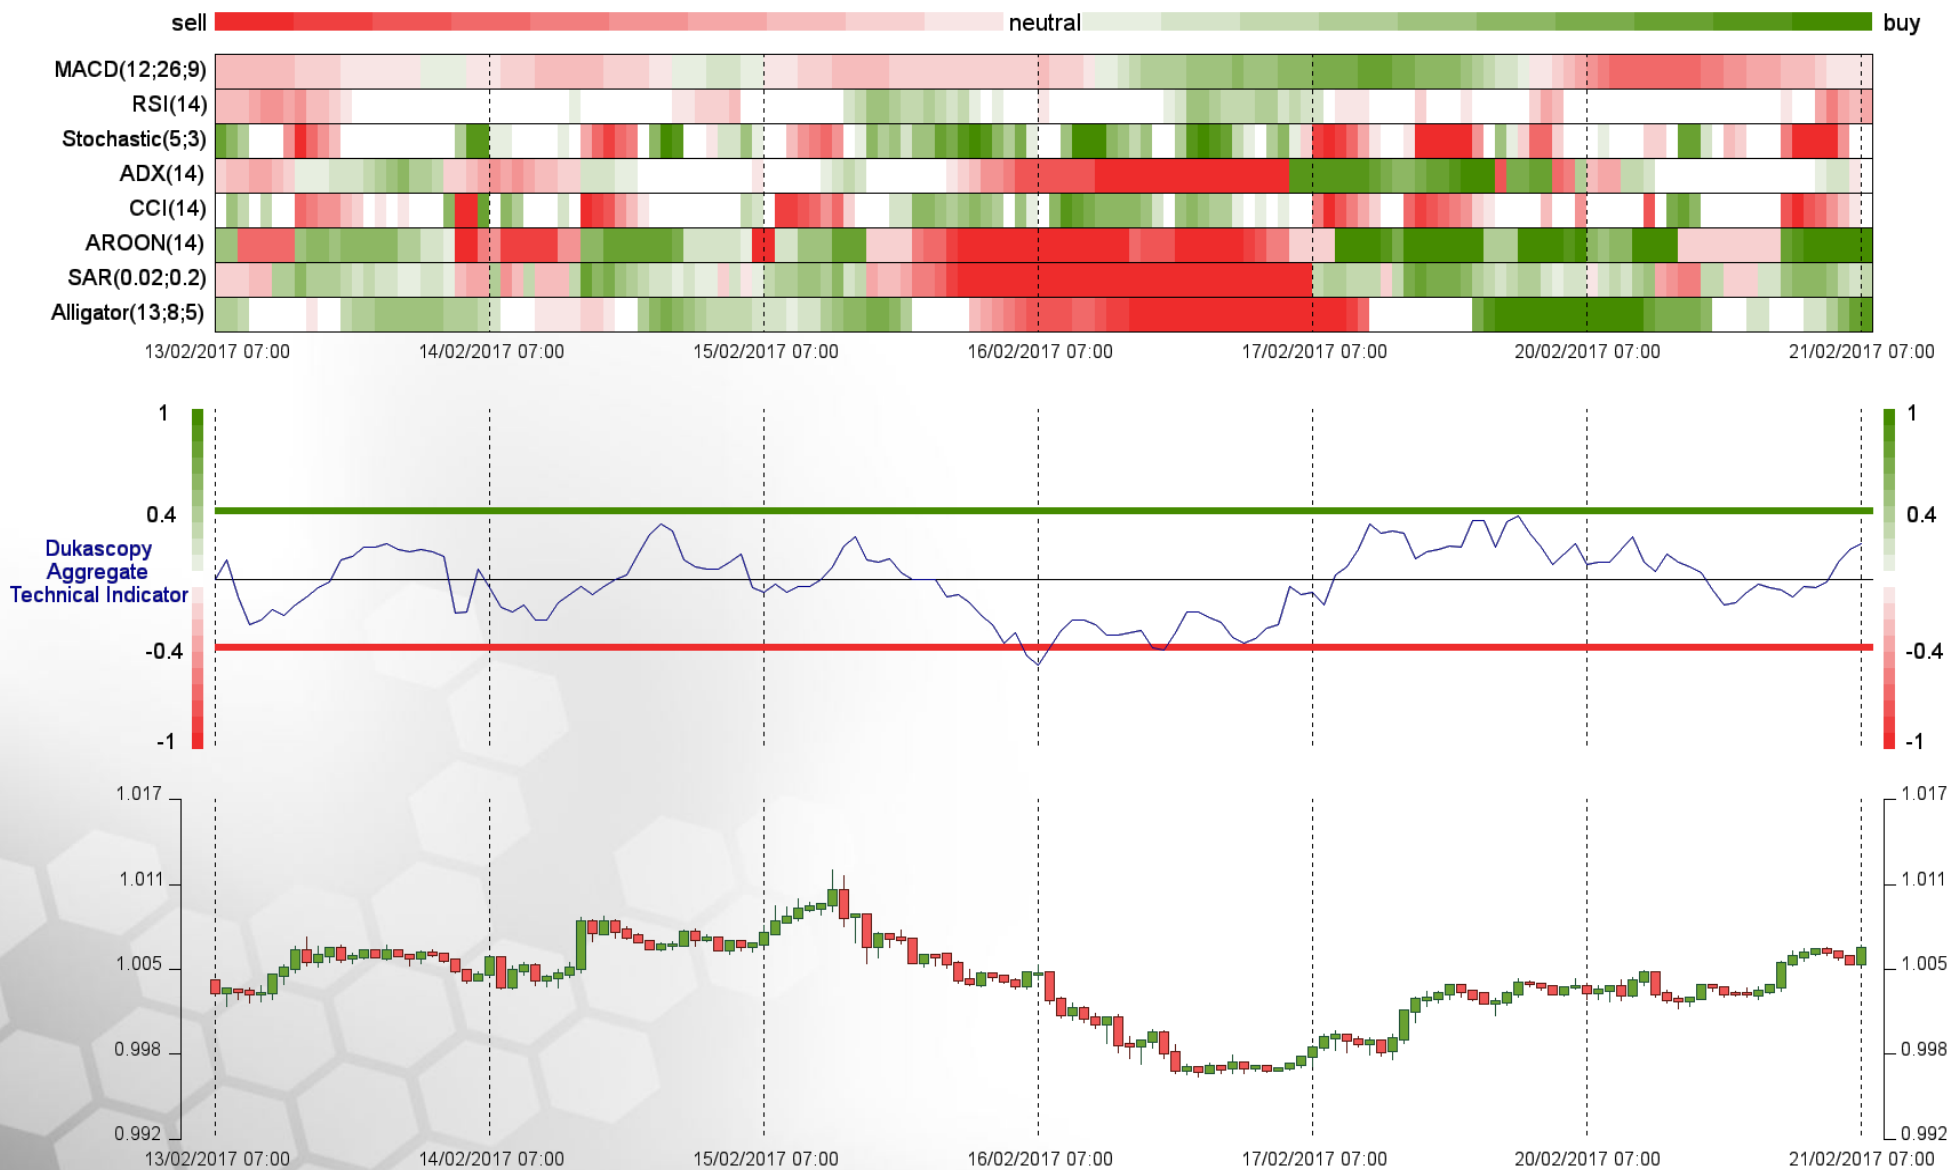 sell neutral buy
MACD(12;26;9)
RSI(14)
Stochastic(5;3)
ADX(14)
CCI(14)
AROON(14)
SAR(0.02;0.2)
Alligator(13;8;5)
13/02/2017 07:00 14/02/2017 07:00 15/02/2017 07:00 16/02/2017 07:00 17/02/2017 07:00 20/02/2017 07:00 21/02/2017 07:00
1 1
0.4 0.4
Dukascopy
Aggregate
Technical Indicator
-0.4 -0.4
-1 -1
1.017 1.017
1.011 1.011
1.005 1.005
0.998 0.998
0.992 0.992
13/02/2017 07:00 14/02/2017 07:00 15/02/2017 07:00 16/02/2017 07:00 17/02/2017 07:00 20/02/2017 07:00 21/02/2017 07:00